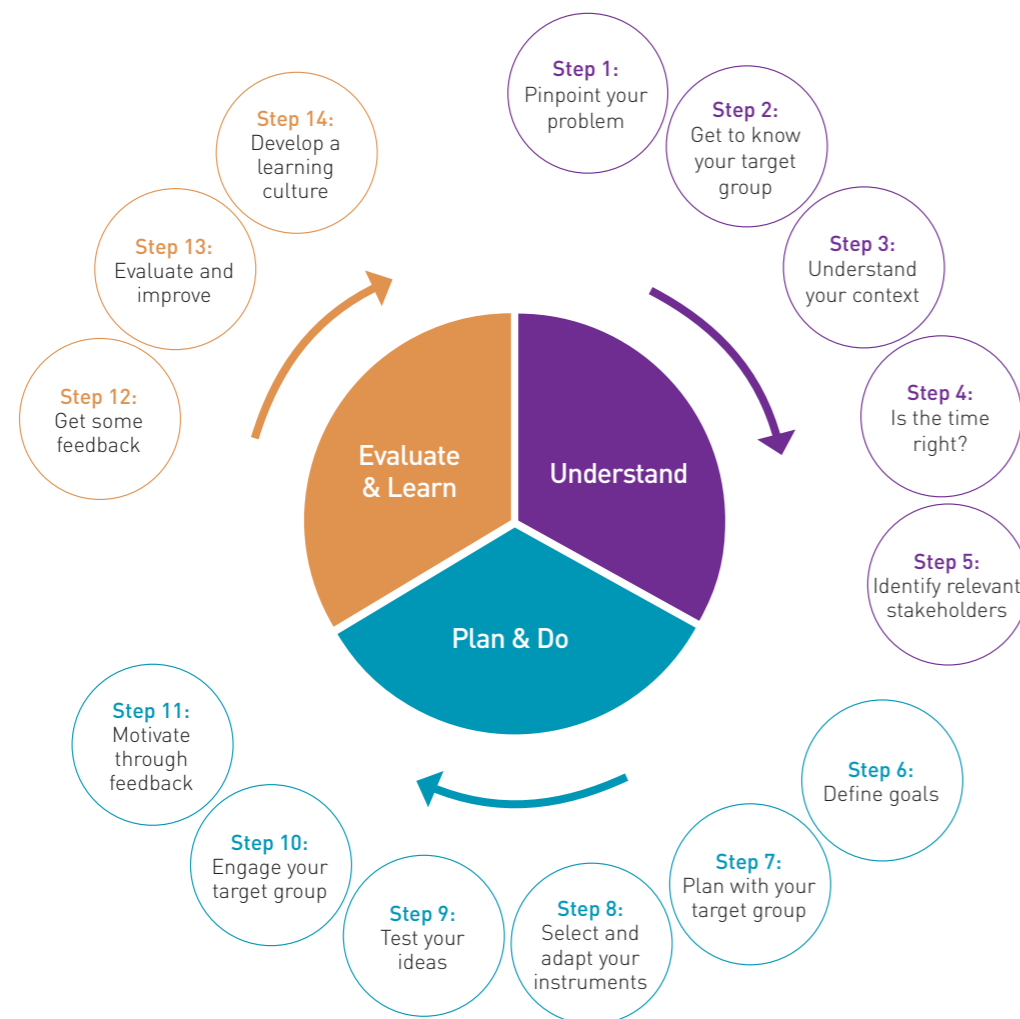 Step 1:
Pinpoint your
problem
Step 2:
Get to know
your target
group
Step 3:
Understand
your context
Step 4:
Is the time
right?
Step 5:
Identify relevant
stakeholders
Step 6:
Define goals
Step 7:
Plan with your
target group
Step 8:
Select and
adapt your
instruments
Step 9:
Test your
ideas
Step 10:
Engage your
target group
Step 11:
Motivate
through
feedback
Step 12:
Get some
feedback
Step 13:
Evaluate and
improve
Step 14:
Develop a
learning
culture
Evaluate
& Learn
Understand
Plan & Do